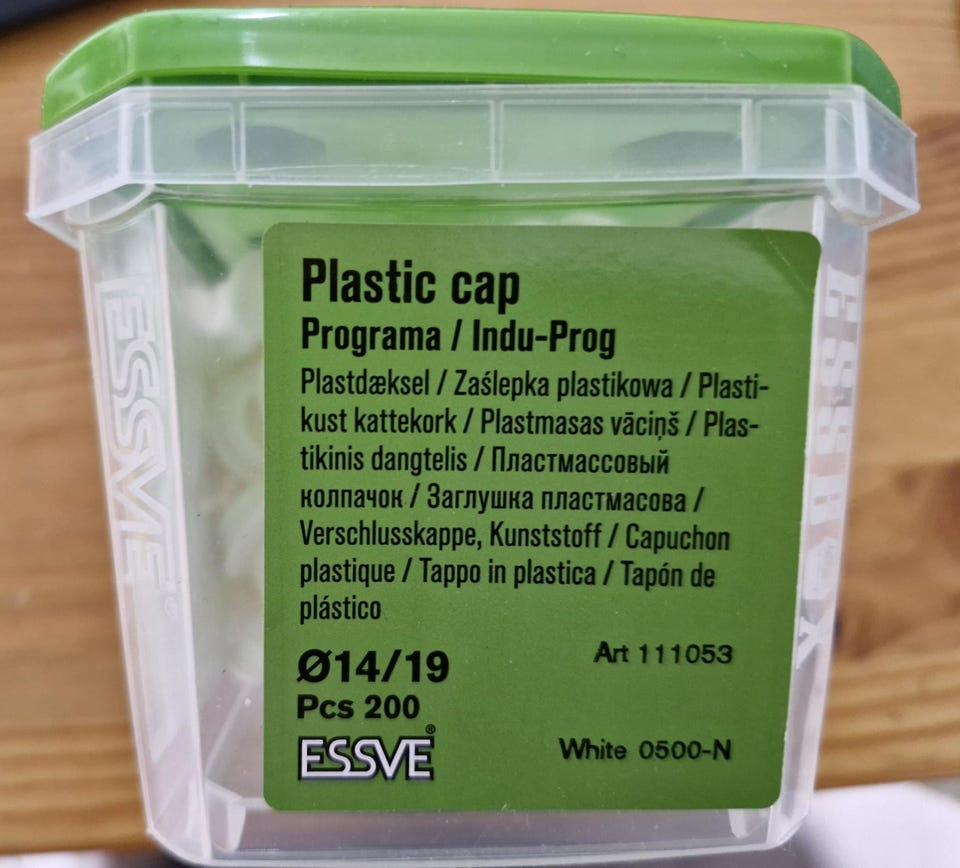 Plastic cap
Programa / Indu-Prog
Plastdæksel / Zaślepka plastikowa / Plasti-
kust kattekork / Plastmasas vāciņš / Plas-
tikinis dangtelis / Пластмассовый
колпачок / Заглушка пластмасова /
Verschlusskappe, Kunststoff / Capuchon
plastique / Tappo in plastica / Tapón de
plástico
Ø14/19
Art 111053
Pcs 200
ESSVE®
White 0500-N
ESSVE®